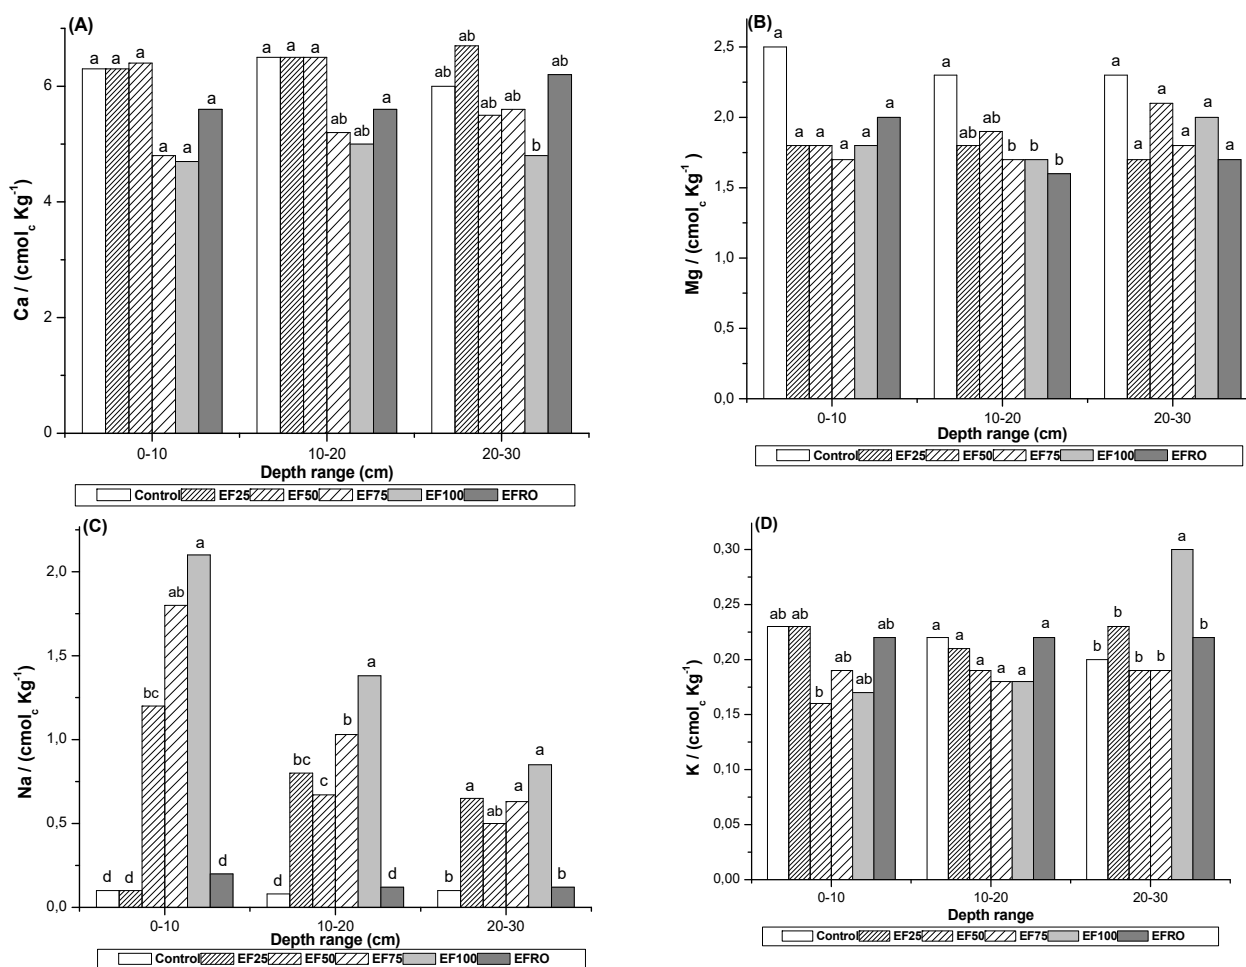 (A)
Ca / (cmol_c Kg^-1)
6
4
2
0
a a a a a a
a a a ab ab a
ab ab ab ab b ab
0-10 10-20 20-30
Depth range (cm)
Control EF25 EF50 EF75 EF100 EFRO
(B)
Mg / (cmol_c Kg^-1)
2,5
2,0
1,5
1,0
0,5
0,0
a a a a a a
a ab ab b b b
a a a a a a
0-10 10-20 20-30
Depth range (cm)
Control EF25 EF50 EF75 EF100 EFRO
(C)
Na / (cmol_c Kg^-1)
2,0
1,5
1,0
0,5
0,0
d d bc ab a d
d bc c b a d
b a ab a a b
0-10 10-20 20-30
Depth range (cm)
Control EF25 EF50 EF75 EF100 EFRO
(D)
K / (cmol_c Kg^-1)
0,30
0,25
0,20
0,15
0,10
0,05
0,00
ab ab b ab ab ab
a a a a a a
b b b b a b
0-10 10-20 20-30
Depth range
Control EF25 EF50 EF75 EF100 EFRO